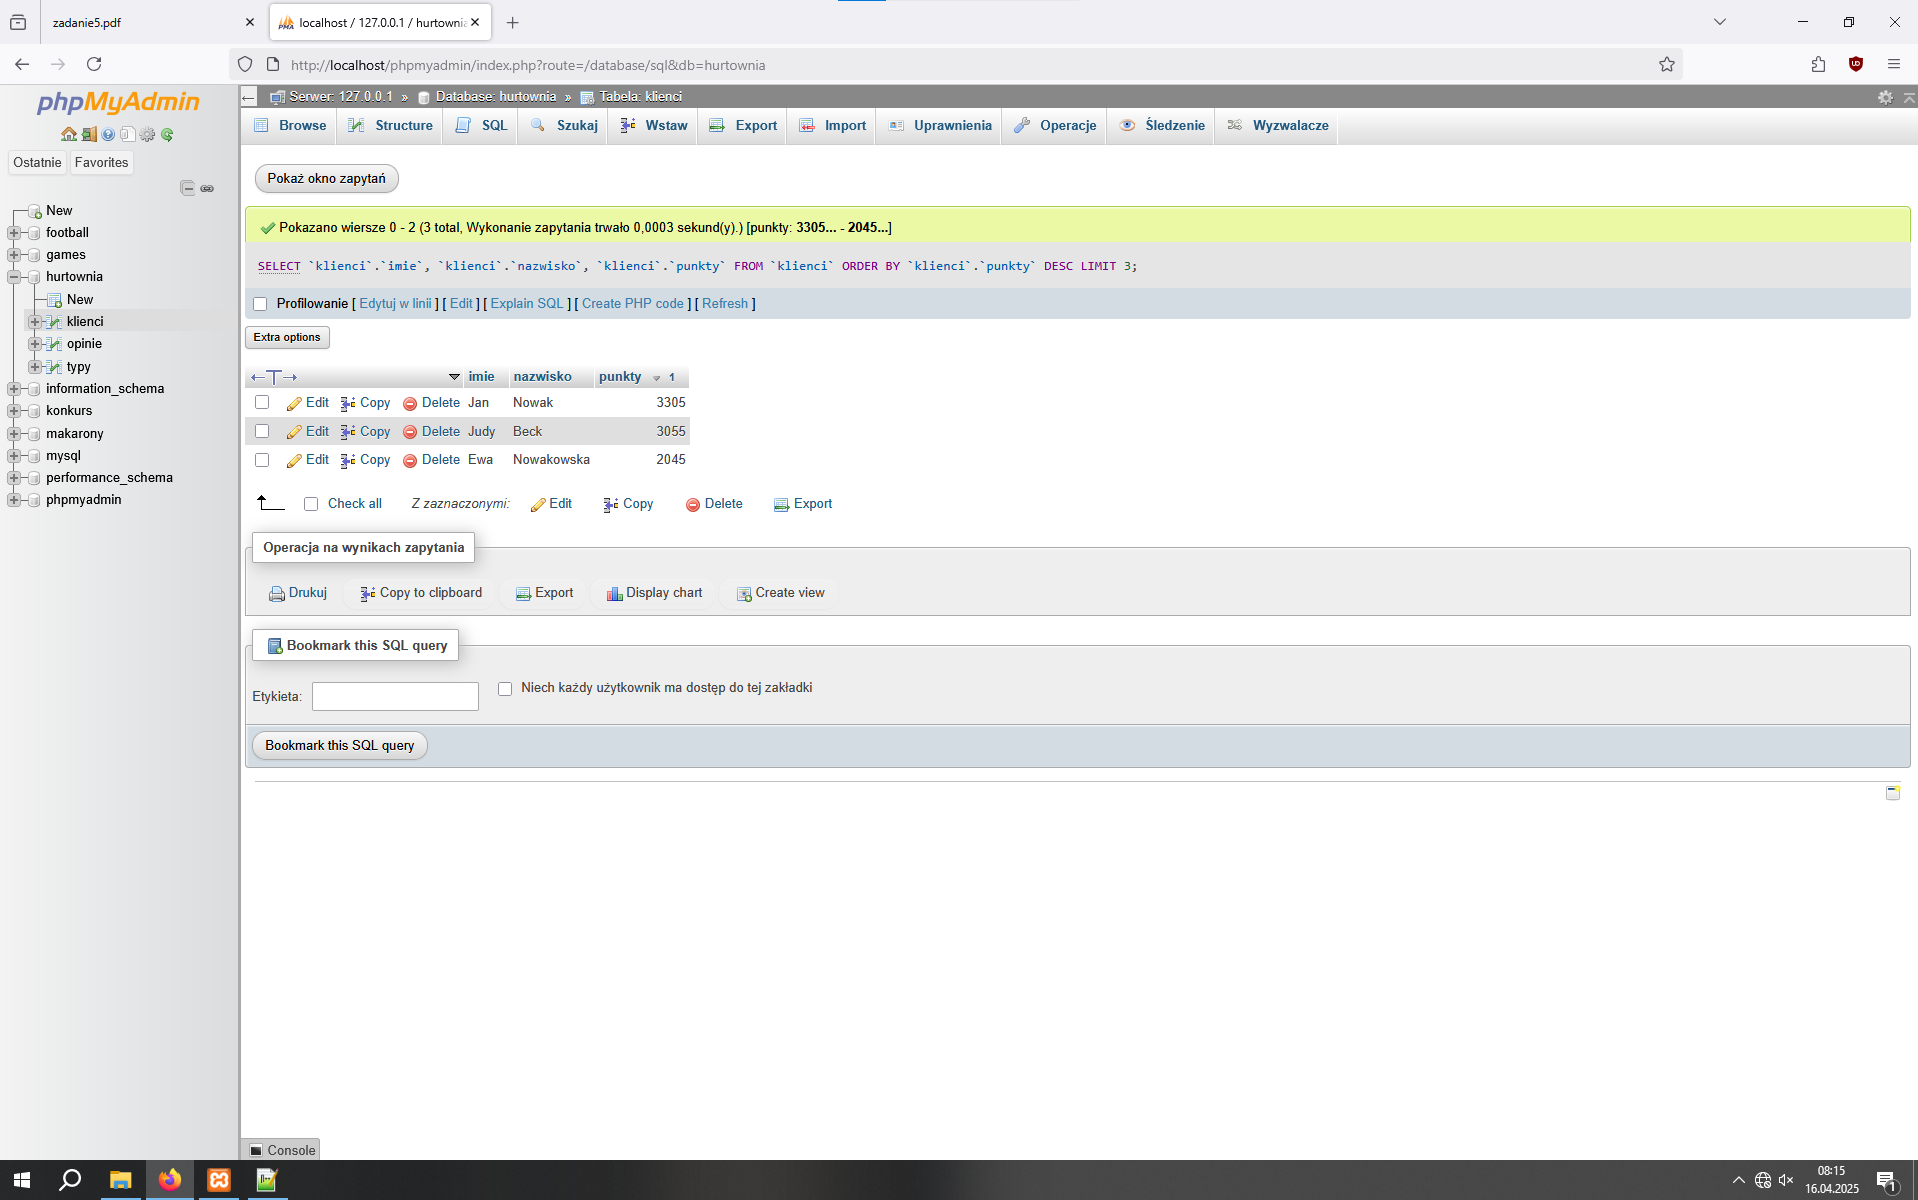 zadanie5.pdf
localhost / 127.0.0.1 / hurtownia
http://localhost/phpmyadmin/index.php?route=/database/sql&db=hurtownia
phpMyAdmin
Ostatnie
Favorites
New
football
games
hurtownia
New
klienci
opinie
typy
information_schema
konkurs
makarony
mysql
performance_schema
phpmyadmin
Serwer: 127.0.0.1 » Database: hurtownia » Tabela: klienci
Browse
Structure
SQL
Szukaj
Wstaw
Export
Import
Uprawnienia
Operacje
Śledzenie
Wyzwalacze
Pokaż okno zapytań
Pokazano wiersze 0 - 2 (3 total, Wykonanie zapytania trwało 0,0003 sekund(y).) [punkty: 3305... - 2045...]
SELECT `klienci`.`imie`, `klienci`.`nazwisko`, `klienci`.`punkty` FROM `klienci` ORDER BY `klienci`.`punkty` DESC LIMIT 3;
Profilowanie [ Edytuj w linii ] [ Edit ] [ Explain SQL ] [ Create PHP code ] [ Refresh ]
Extra options
imie nazwisko punkty 1
Edit Copy Delete Jan Nowak 3305
Edit Copy Delete Judy Beck 3055
Edit Copy Delete Ewa Nowakowska 2045
Check all Z zaznaczonymi: Edit Copy Delete Export
Operacja na wynikach zapytania
Drukuj Copy to clipboard Export Display chart Create view
Bookmark this SQL query
Etykieta: Niech każdy użytkownik ma dostęp do tej zakładki
Bookmark this SQL query
Console
08:15
16.04.2025
1